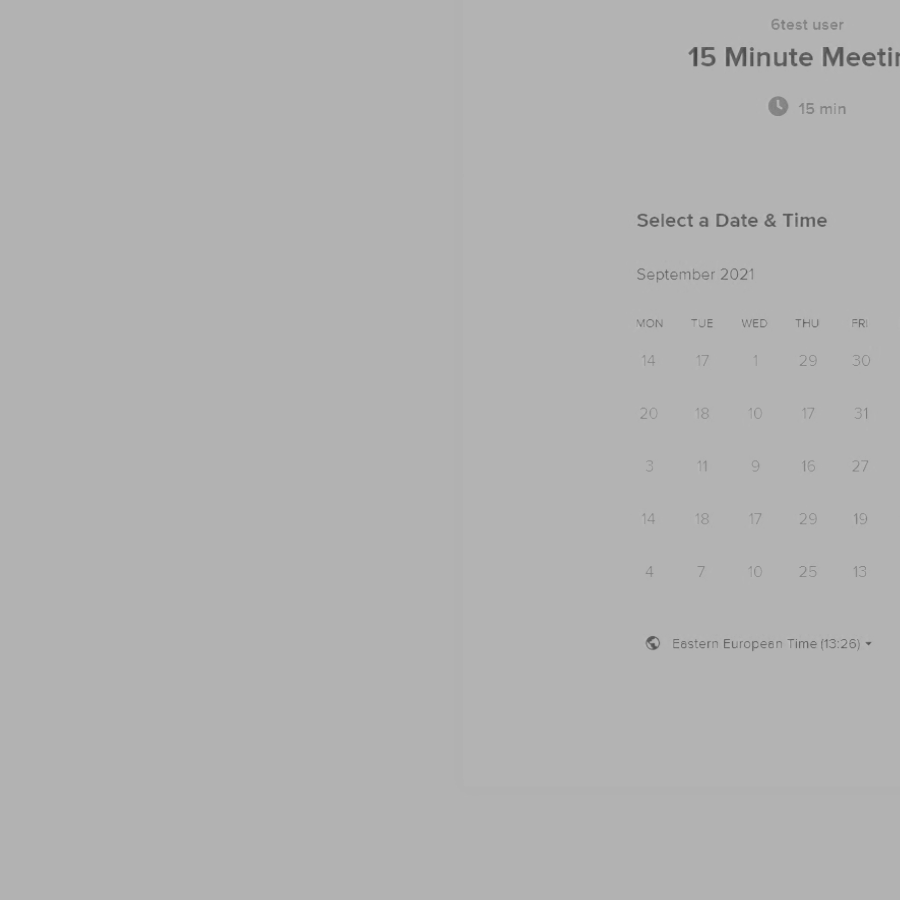 6test user
15 Minute Meetin
15 min
Select a Date & Time
September 2021
MON TUE WED THU FRI
14 17 1 29 30
20 18 10 17 31
3 11 9 16 27
14 18 17 29 19
4 7 10 25 13
Eastern European Time (13:26)